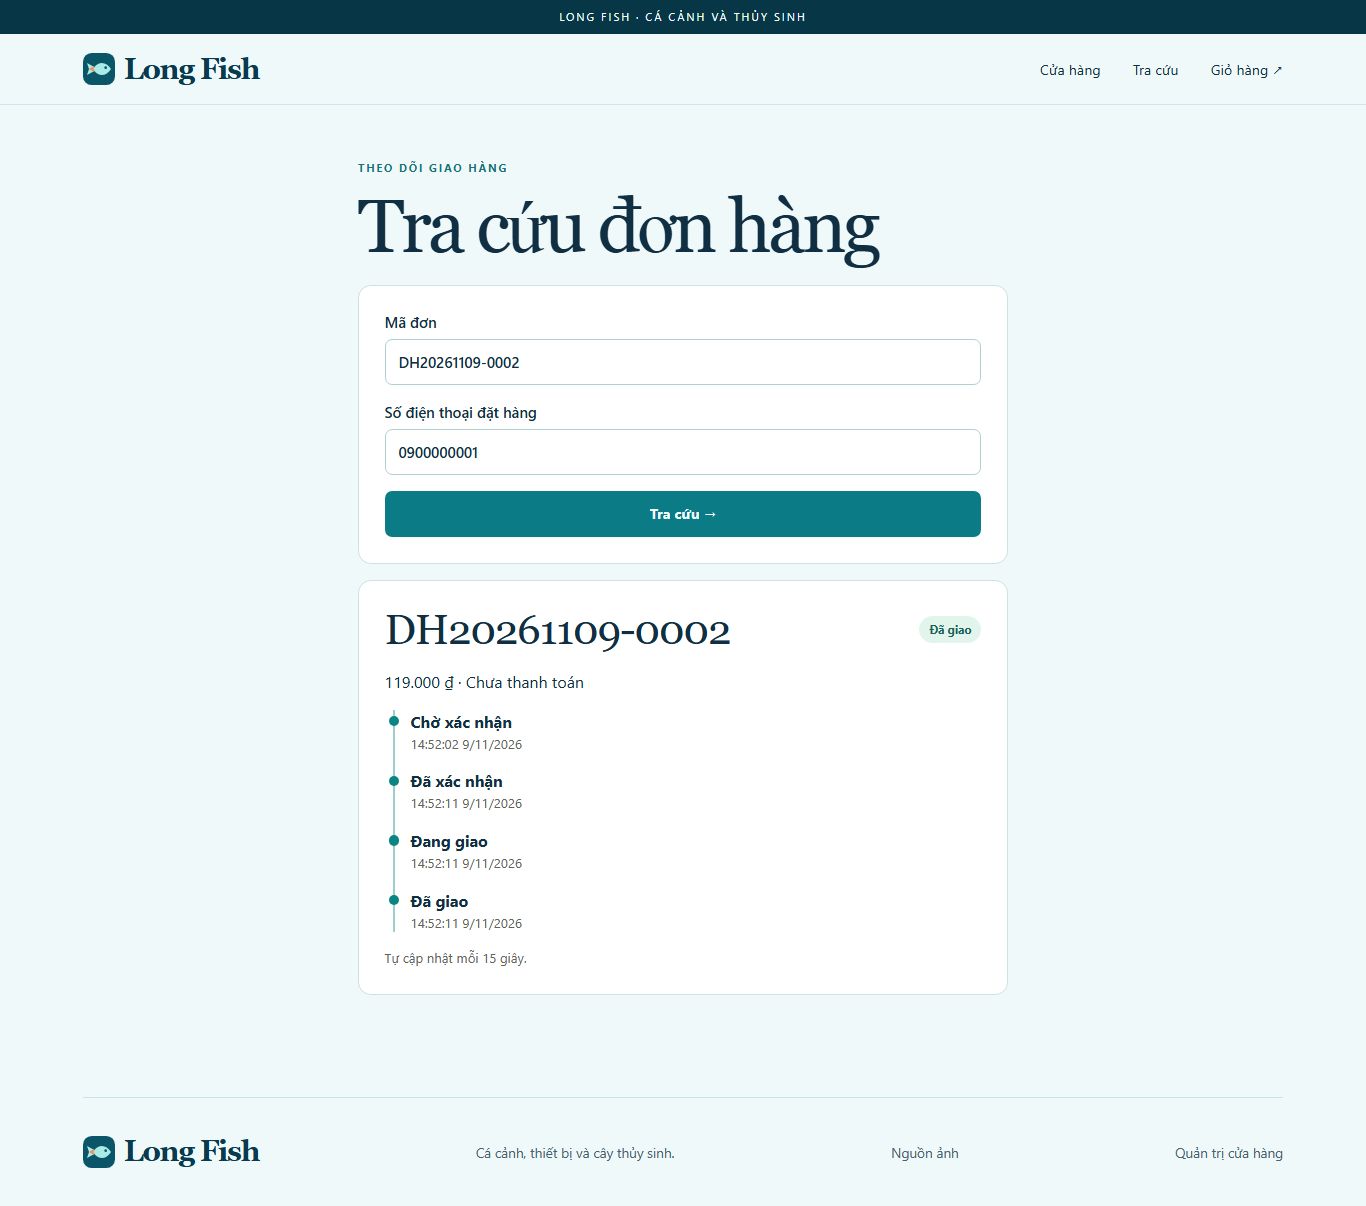 LONG FISH · CÁ CẢNH VÀ THỦY SINH
Long Fish
Cửa hàng
Tra cứu
Giỏ hàng ↗
THEO DÕI GIAO HÀNG
Tra cứu đơn hàng
Mã đơn
DH20261109-0002
Số điện thoại đặt hàng
0900000001
Tra cứu →
DH20261109-0002
Đã giao
119.000 ₫ · Chưa thanh toán
Chờ xác nhận
14:52:02 9/11/2026
Đã xác nhận
14:52:11 9/11/2026
Đang giao
14:52:11 9/11/2026
Đã giao
14:52:11 9/11/2026
Tự cập nhật mỗi 15 giây.
Long Fish
Cá cảnh, thiết bị và cây thủy sinh.
Nguồn ảnh
Quản trị cửa hàng